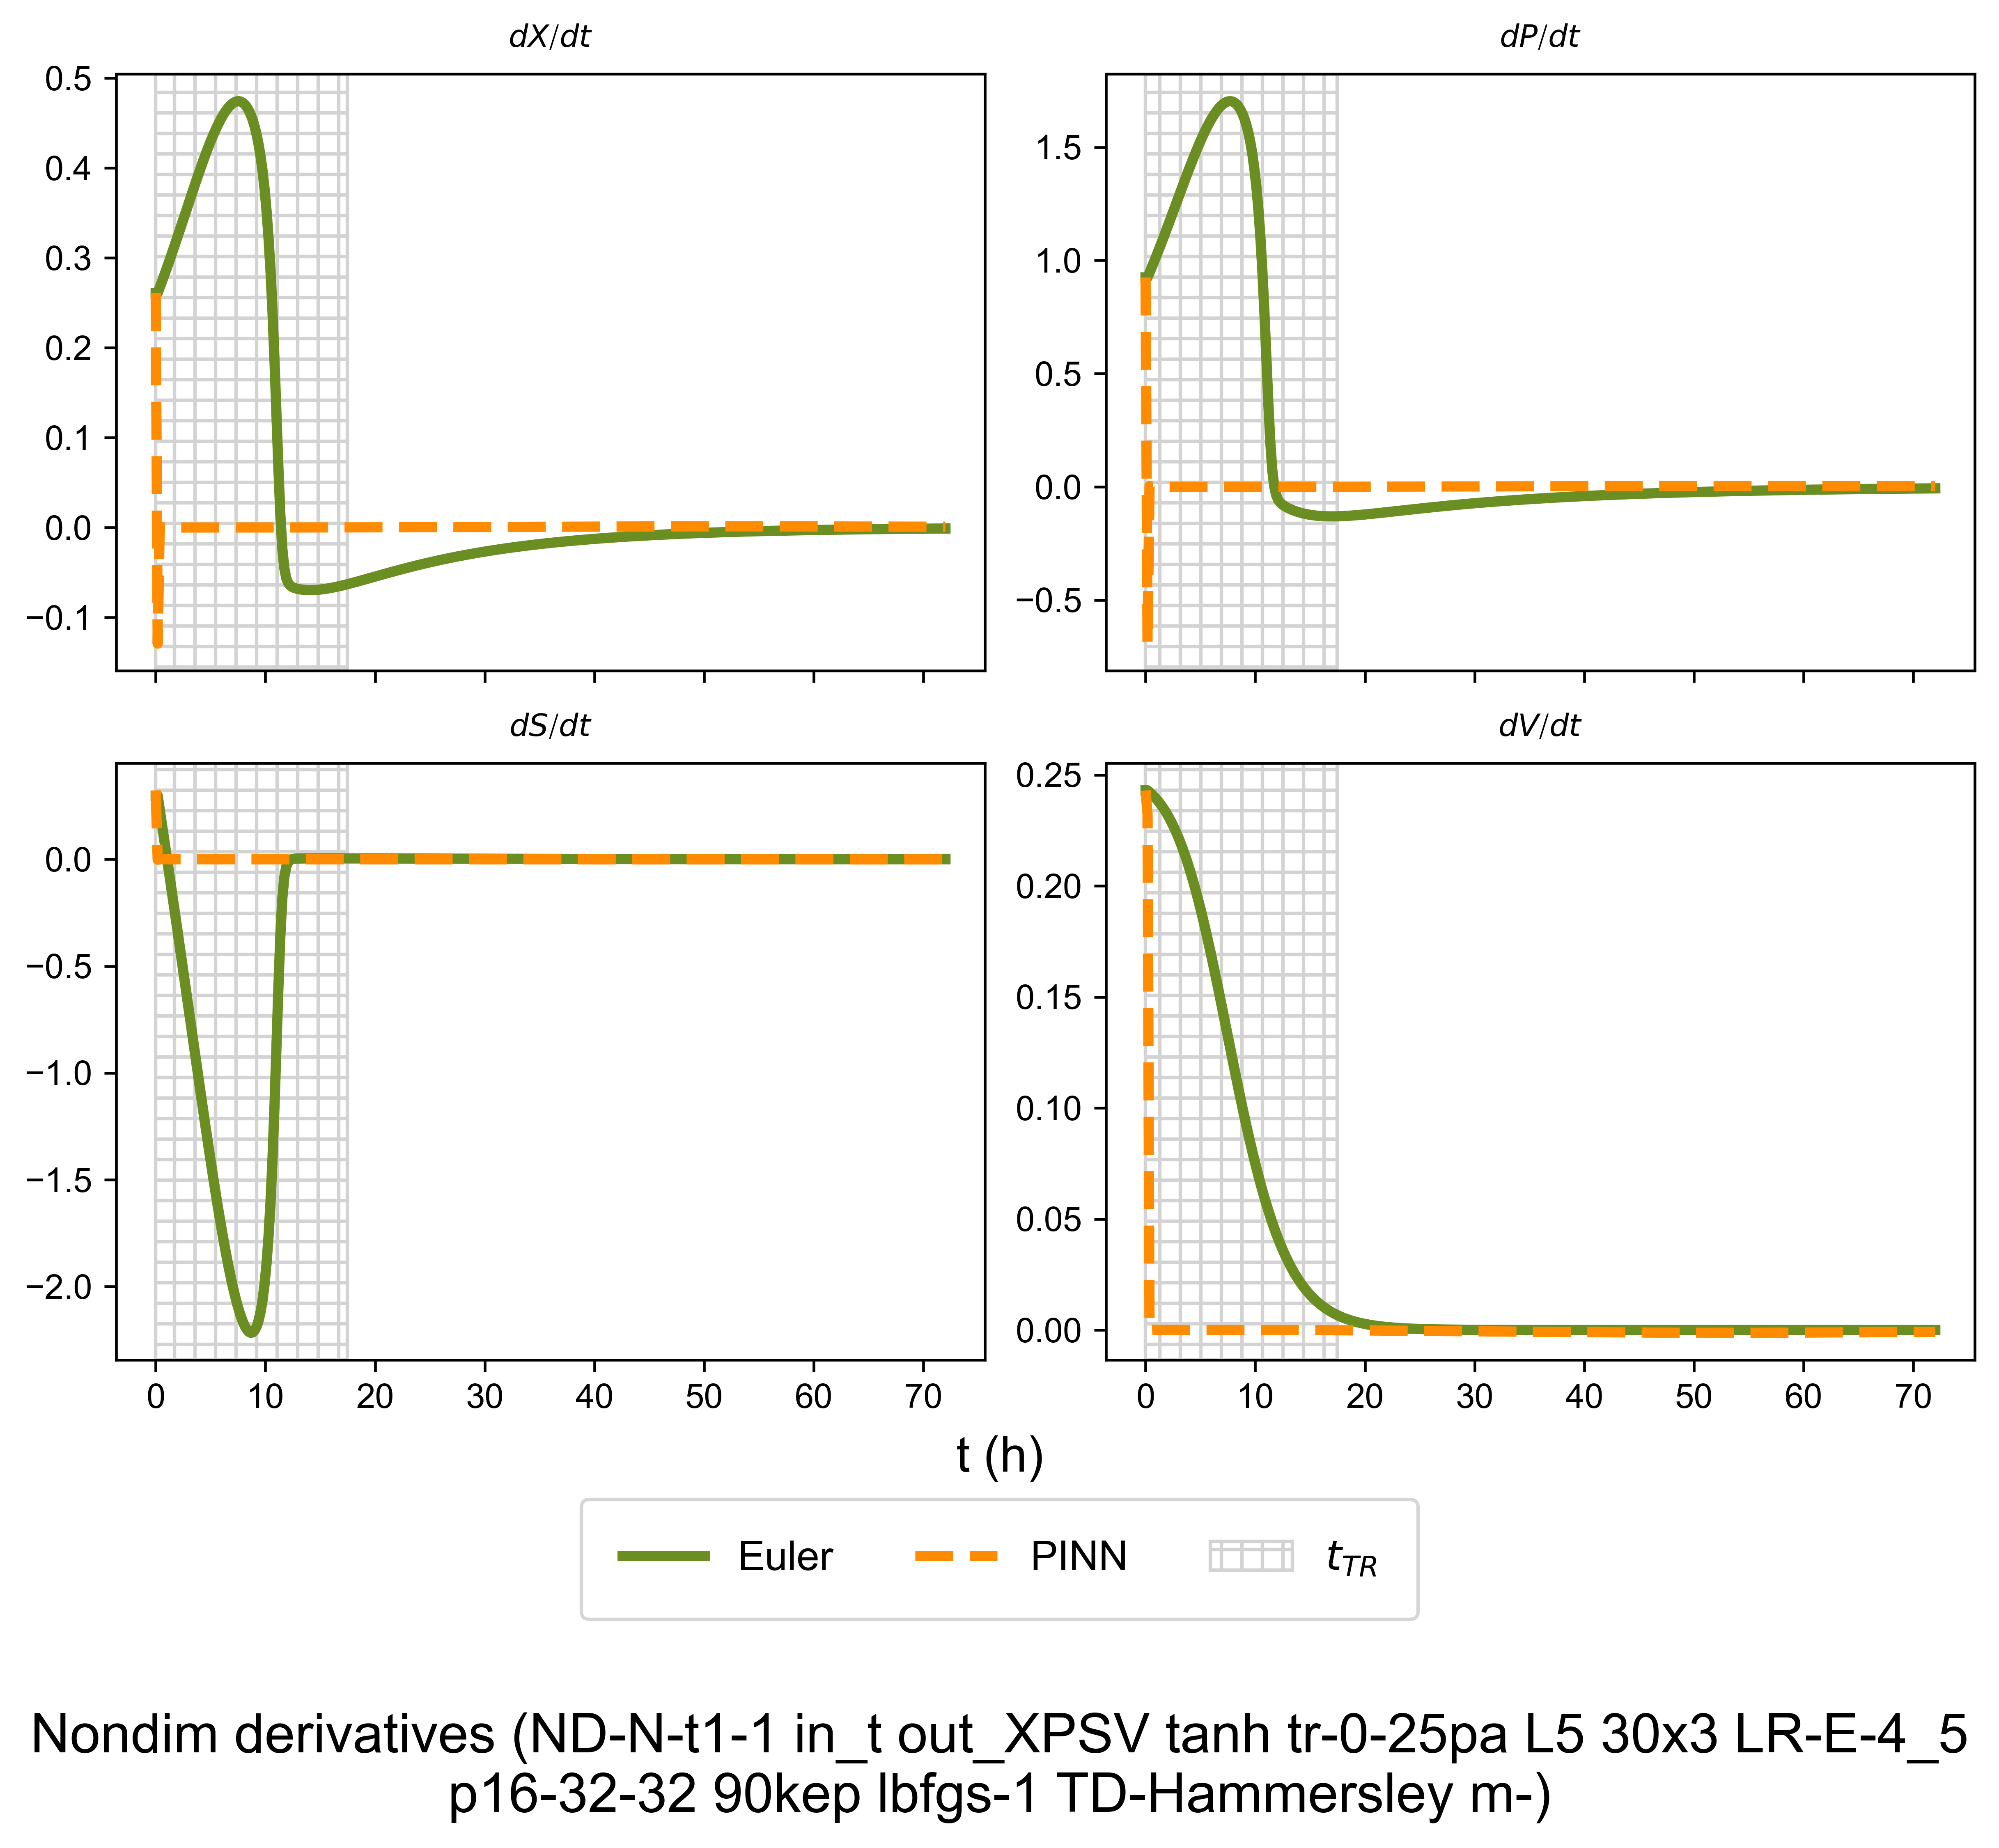 dX/dt
dP/dt
0.5
0.4
0.3
0.2
0.1
0.0
−0.1
1.5
1.0
0.5
0.0
−0.5
dS/dt
dV/dt
0.0
−0.5
−1.0
−1.5
−2.0
0.25
0.20
0.15
0.10
0.05
0.00
0 10 20 30 40 50 60 70
0 10 20 30 40 50 60 70
t (h)
Euler PINN t_TR
Nondim derivatives (ND-N-t1-1 in_t out_XPSV tanh tr-0-25pa L5 30x3 LR-E-4_5
p16-32-32 90kep lbfgs-1 TD-Hammersley m-)